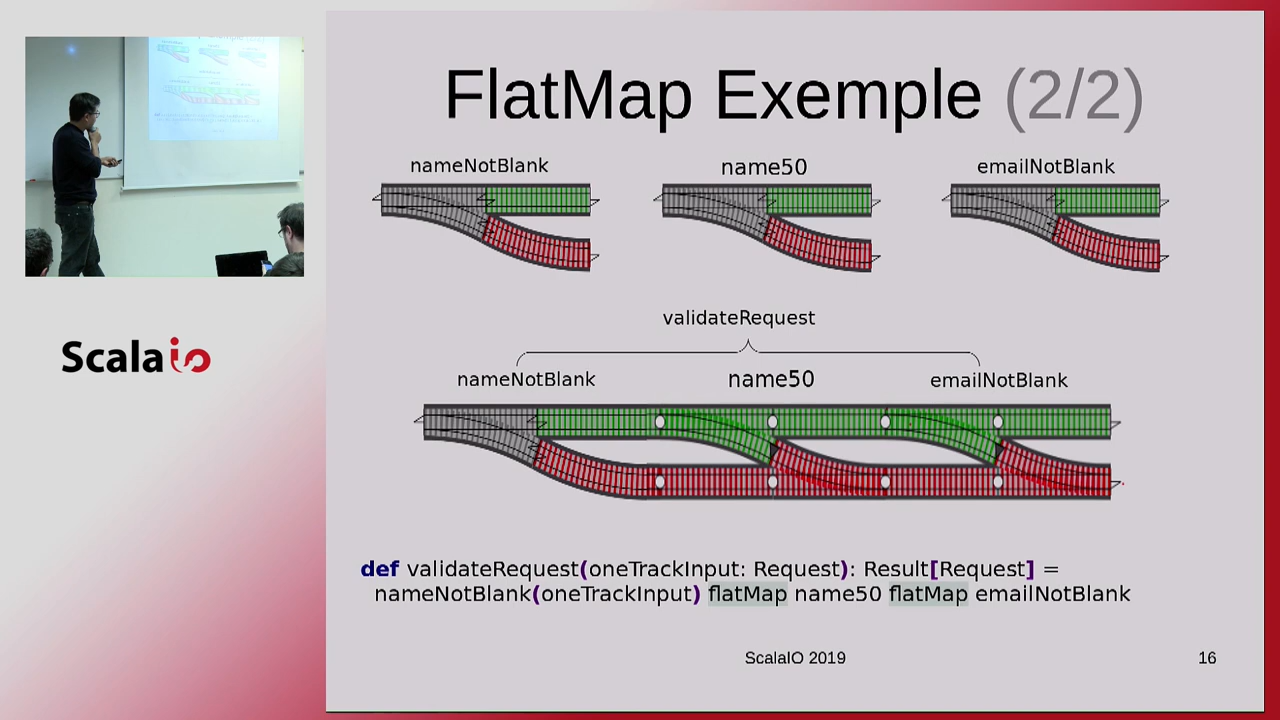 FlatMap Exemple (2/2)
nameNotBlank
name50
emailNotBlank
validateRequest
nameNotBlank
name50
emailNotBlank
def validateRequest(oneTrackInput: Request): Result[Request] =
nameNotBlank(oneTrackInput) flatMap name50 flatMap emailNotBlank
ScalaIO 2019
16
Scala io